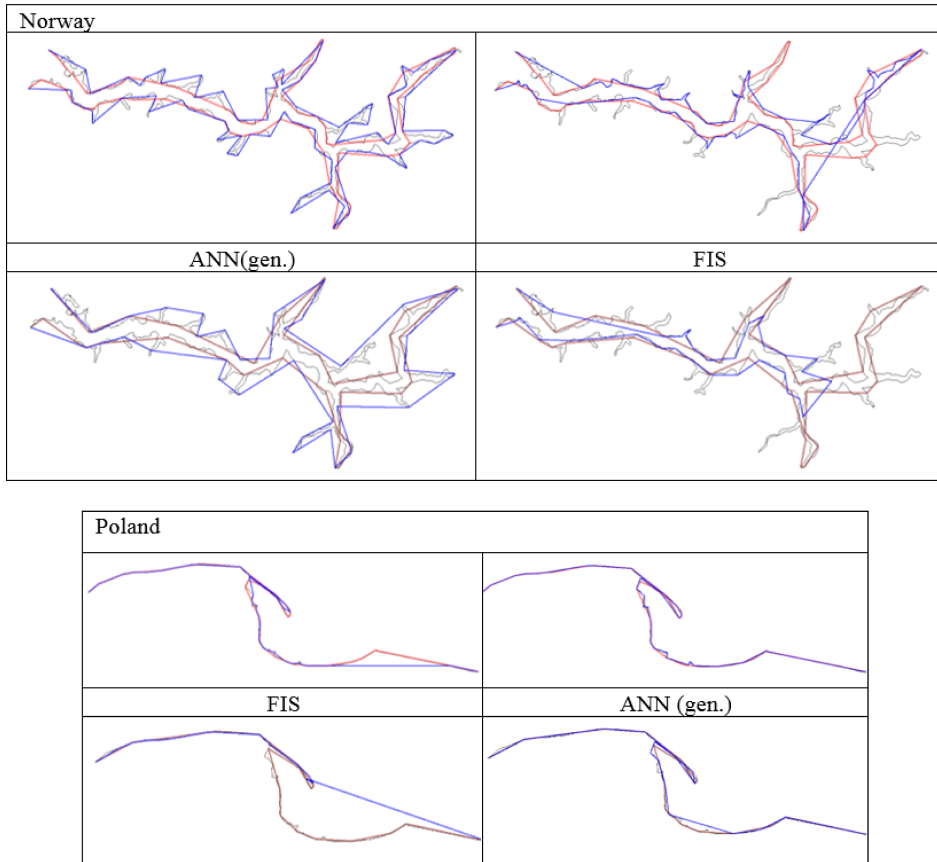 Norway
ANN(gen.)
FIS
Poland
FIS
ANN (gen.)